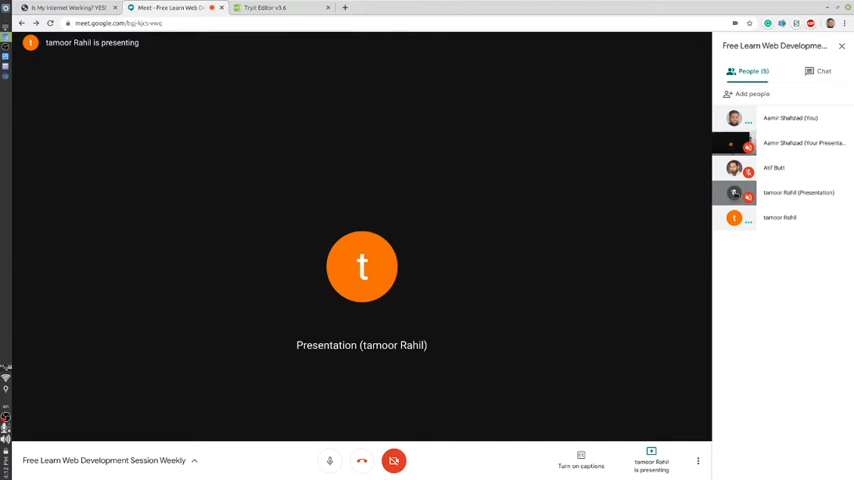 Is My Internet Working? YES!
Meet - Free Learn Web De
Tryit Editor v3.6
meet.google.com/bgj-kjcs-vwq
t
tamoor Rahil is presenting
Free Learn Web Developme...
People (5)
Chat
Add people
Aamir Shahzad (You)
Aamir Shahzad (Your Presenta...
Atif Butt
tamoor Rahil (Presentation)
t
tamoor Rahil
t
Presentation (tamoor Rahil)
Free Learn Web Development Session Weekly
Turn on captions
tamoor Rahil
is presenting